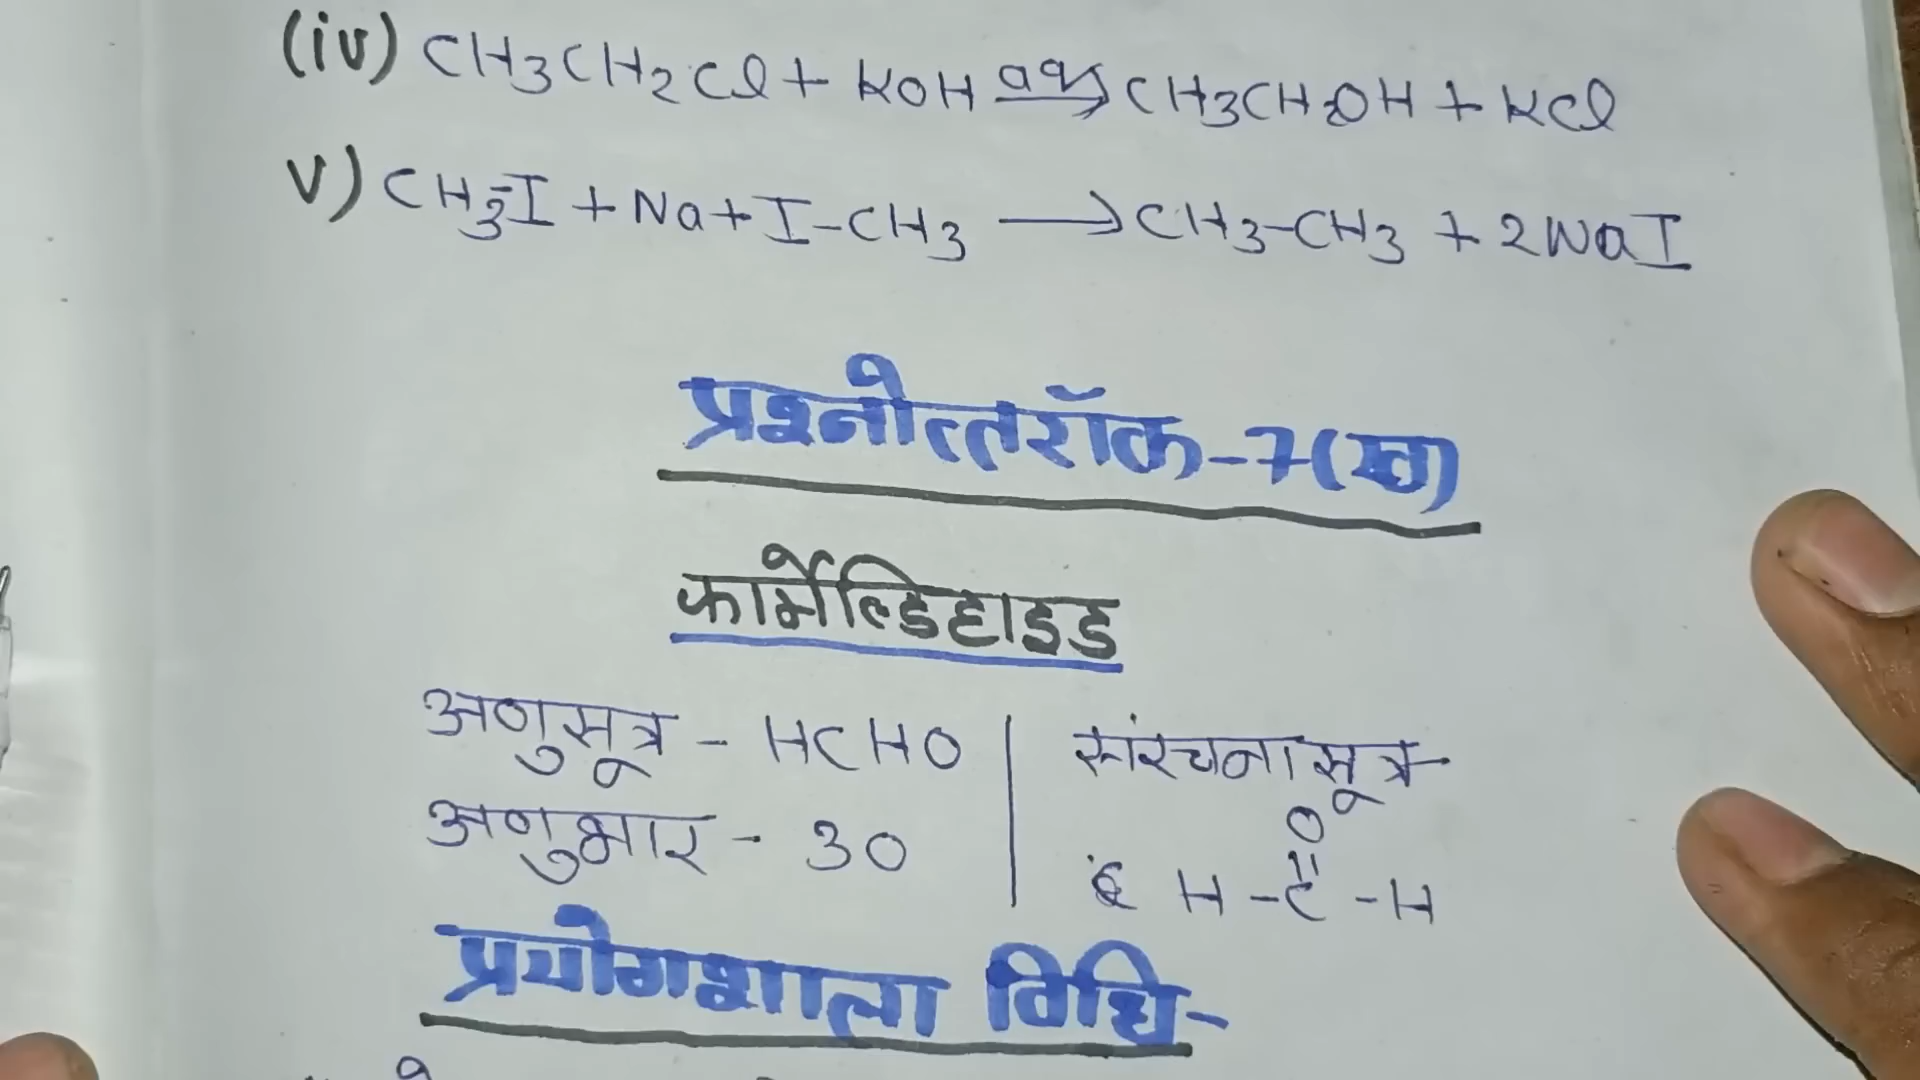 (iv) CH3CH2Cl + KOH aq→ CH3CH2OH + KCl
v) CH3-I + Na + I-CH3 → CH3-CH3 + 2NaI
प्रश्नोत्तरॉक-7(ख)
फार्मेल्डिहाइड
अणुसूत्र - HCHO | संरचनासूत्र-
अणुभार - 30
O
H - C - H
प्रयोगशाला विधि-